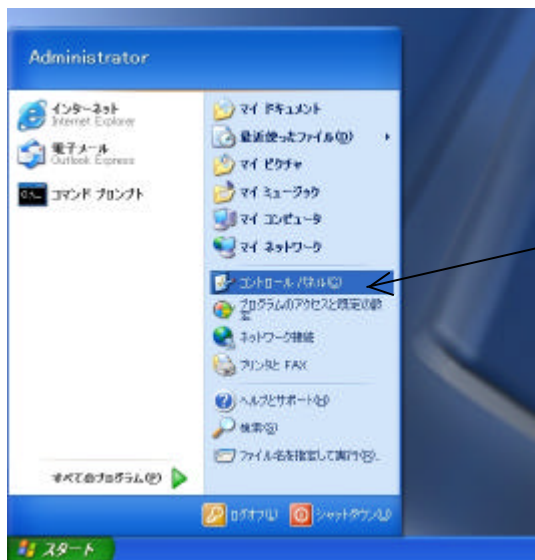 Administrator
インターネット
Internet Explorer
電子メール
Outlook Express
コマンド プロンプト
すべてのプログラム(P)
マイ ドキュメント
最近使ったファイル(D)
マイ ピクチャ
マイ ミュージック
マイ コンピュータ
マイ ネットワーク
コントロール パネル(C)
プログラムのアクセスと既定の設
定
ネットワーク接続
プリンタと FAX
ヘルプとサポート(H)
検索(S)
ファイル名を指定して実行(R)...
ログオフ(L)
シャットダウン(U)
スタート